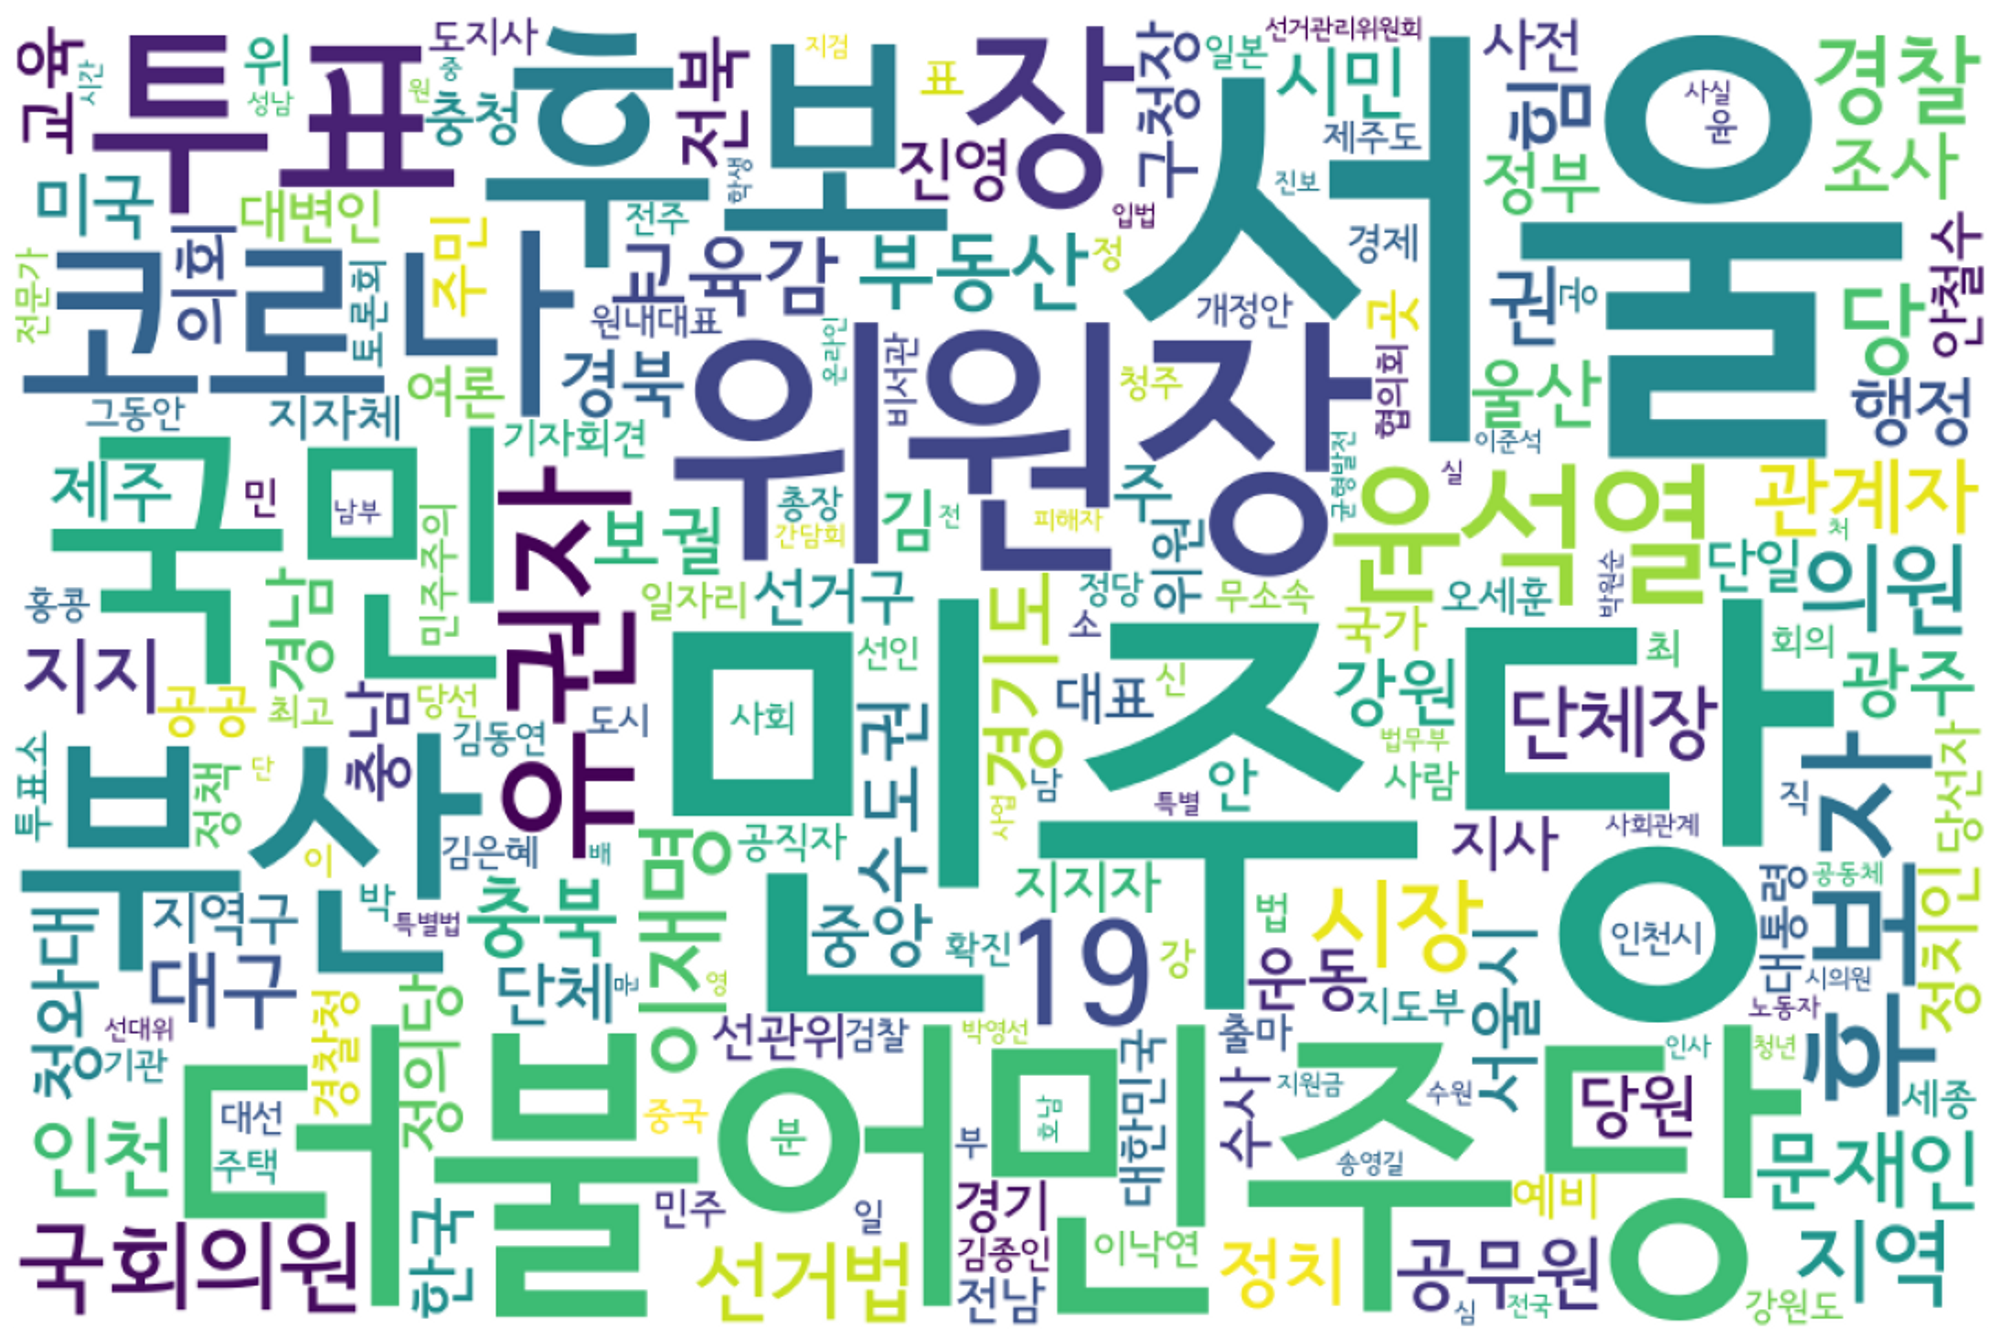 교육
시간
투표
위
성남
원
도지사
중
충청
후보
전북
지검
학생
표
장
진영
구청장
일본
선거관리위원회
시민
제주도
진보
입법
서울
사전
힘
정부
사실
윤
경찰
조사
미국
대변인
의회
전문가
코로나
토론회
주민
전주
교육감
원내대표
부동산
정
경제
개정안
곳
권
공
당
안철수
행정
그동안
지자체
여론
경북
온라인
비서관
위원장
청주
협의회
울산
이준석
기자회견
국민
제주
민
남부
민주주의
유권자
보궐
총장
간담회
김
전
피해자
주
위원
균형발전
윤석열
실
관계자
처
홍콩
경남
일자리
선거구
정당
무소속
오세훈
박원순
단일
의원
지지
공공
최고
충남
당선
도시
김동연
민주당
사회
선인
수도권
경기도
소
대표
신
국가
강원
최
회의
광주
단체장
법무부
사람
남
안
특별
사업
투표소
부산
정책
단
이
김은혜
배
공직자
이재명
지지자
지사
사회관계
직
후보자
당선자
공동체
청와대
지역구
박
특별법
충북
중앙
확진
19
강
법
시장
운동
서울시
인천시
대통령
시의원
정치인
대구
선대위
기관
경찰청
정의당
단체
문
영
선관위
검찰
박영선
출마
지도부
노동자
인사
청년
인천
더불어민주당
대선
주택
중국
분
호남
대한민국
수사
지원금
수원
당원
세종
부
송영길
문재인
국회의원
한국
민주
일
선거법
경기
김종인
전남
이낙연
정치
예비
공무원
심
전국
강원도
지역